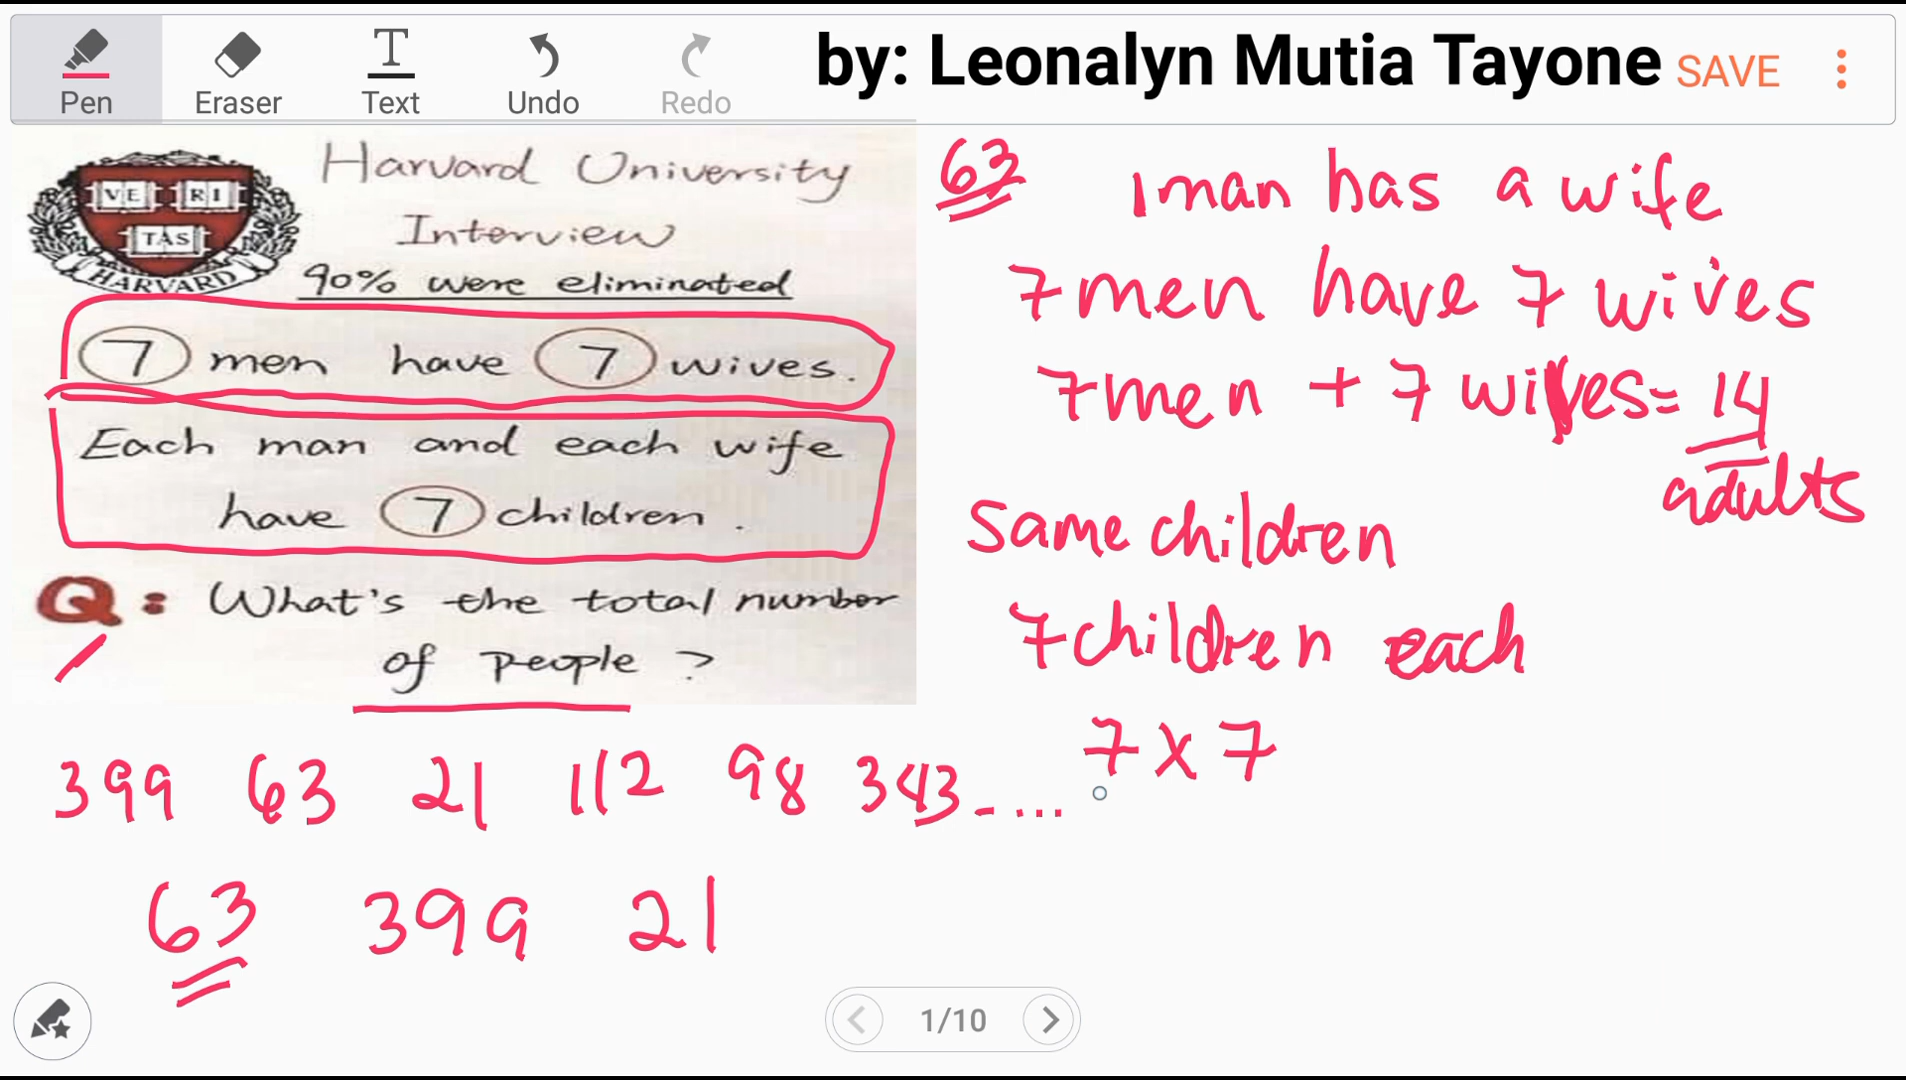 Pen
Eraser
Text
Undo
Redo
by: Leonalyn Mutia Tayone
SAVE
VE RI
TAS
HARVARD
Harvard University
Interview
90% were eliminated
7 men have 7 wives.
Each man and each wife
have 7 children.
Q: What's the total number
of people?
399 63 21 112 98 343-...
63 399 21
63
1 man has a wife
7 men have 7 wives
7 men + 7 wives = 14
adults
Same children
7 children each
7 x 7
1/10